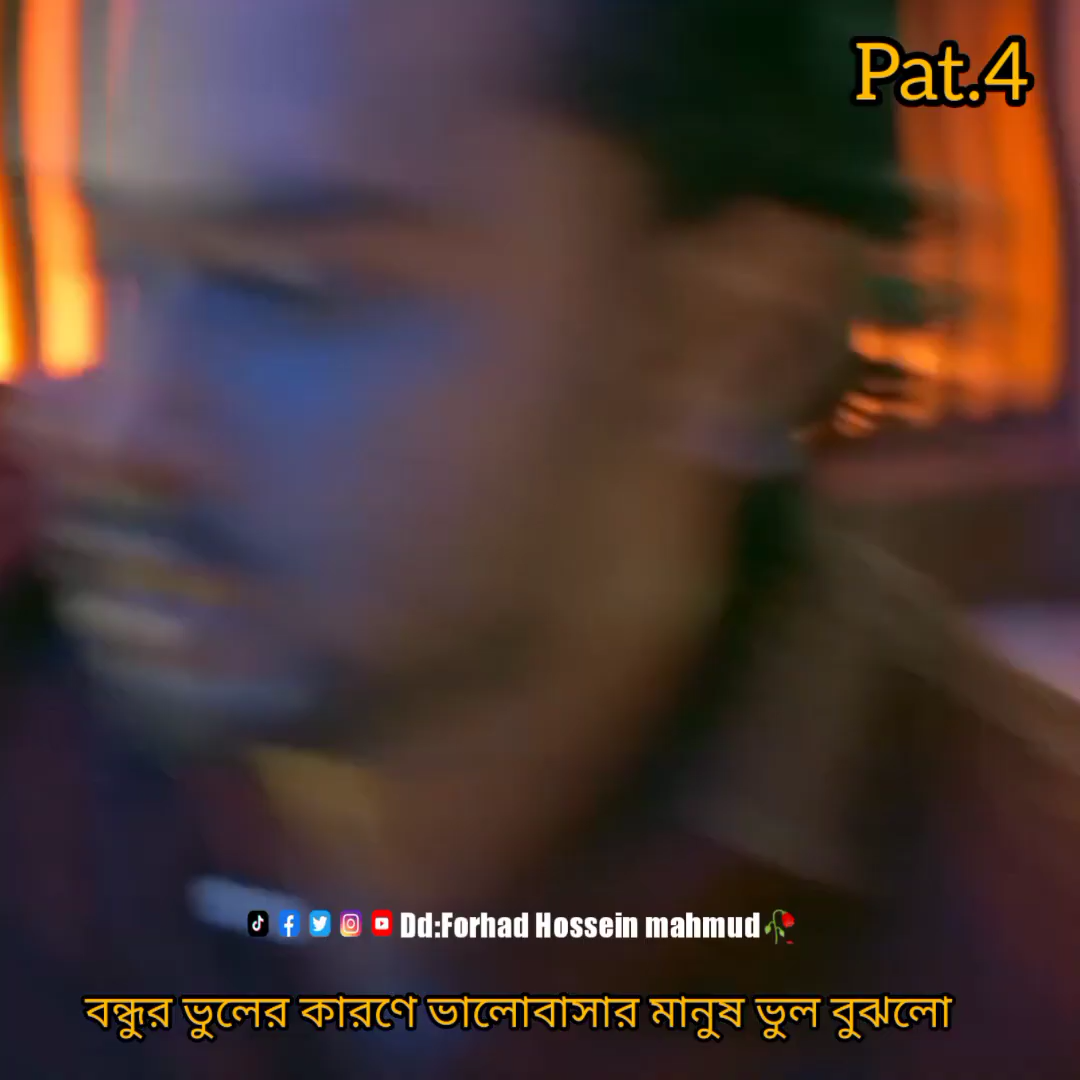 Pat.4
Dd:Forhad Hossein mahmud🥀
বন্ধুর ভুলের কারণে ভালোবাসার মানুষ ভুল বুঝলো